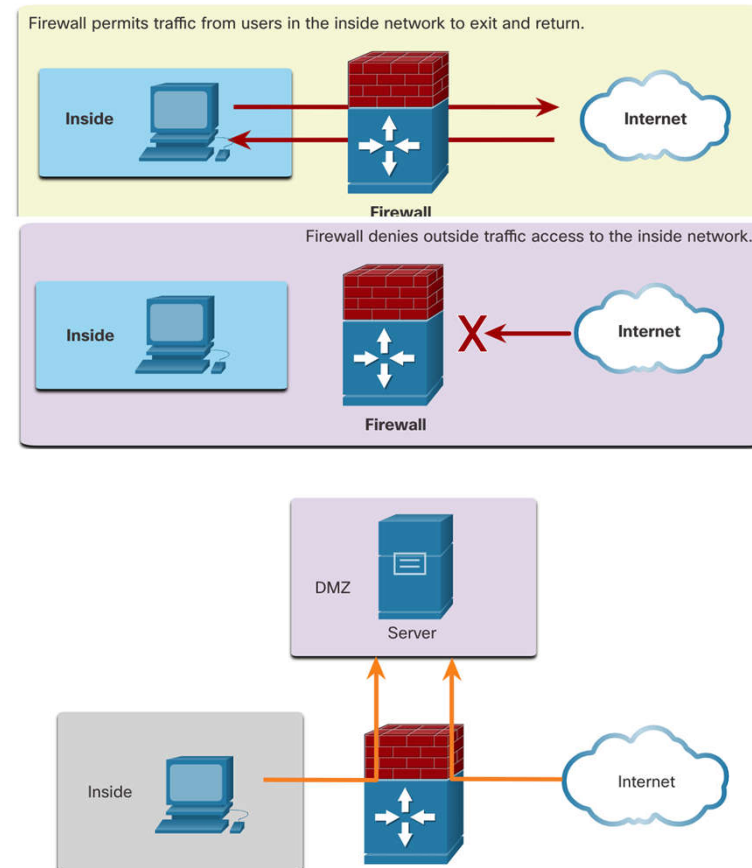 Firewall permits traffic from users in the inside network to exit and return.
Inside
Internet
Firewall
Firewall denies outside traffic access to the inside network.
Inside
Internet
Firewall
DMZ
Server
Inside
Internet